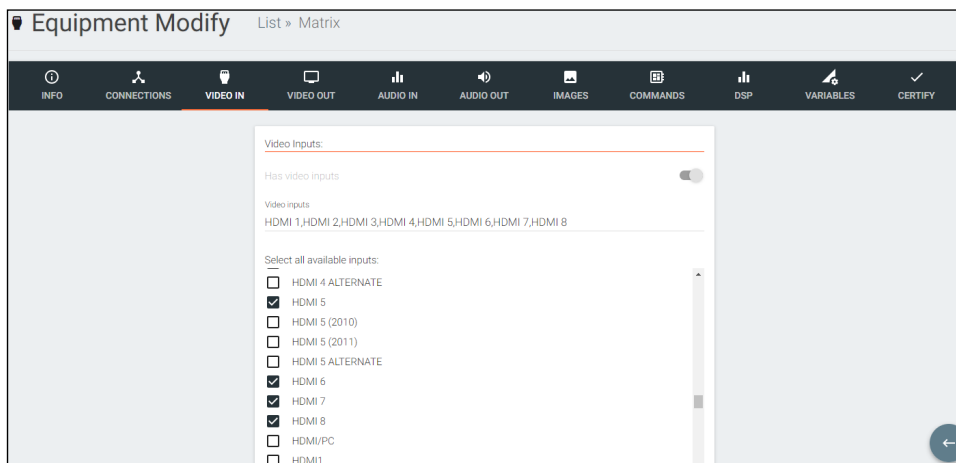 Equipment Modify List » Matrix
INFO CONNECTIONS VIDEO IN VIDEO OUT AUDIO IN AUDIO OUT IMAGES COMMANDS DSP VARIABLES CERTIFY
Video Inputs:
Has video inputs
Video inputs
HDMI 1,HDMI 2,HDMI 3,HDMI 4,HDMI 5,HDMI 6,HDMI 7,HDMI 8
Select all available inputs:
HDMI 4 ALTERNATE
HDMI 5
HDMI 5 (2010)
HDMI 5 (2011)
HDMI 5 ALTERNATE
HDMI 6
HDMI 7
HDMI 8
HDMI/PC
HDMI1